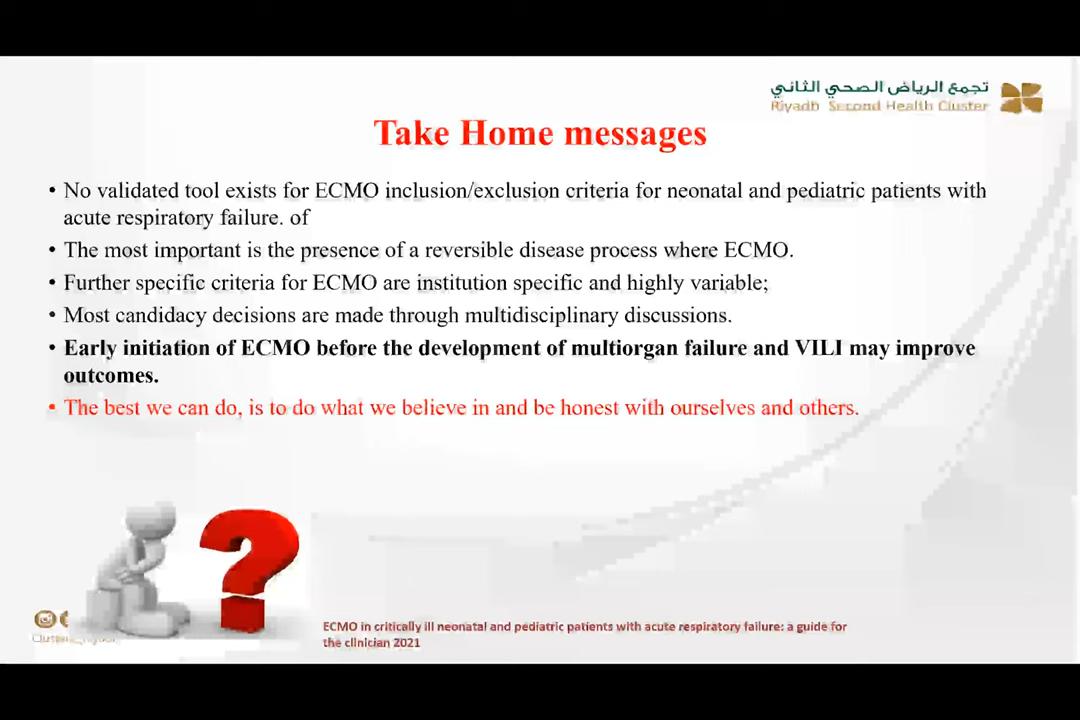 تجمع الرياض الصحي الثاني
Riyadh Second Health Cluster
Take Home messages
• No validated tool exists for ECMO inclusion/exclusion criteria for neonatal and pediatric patients with
acute respiratory failure. of
• The most important is the presence of a reversible disease process where ECMO.
• Further specific criteria for ECMO are institution specific and highly variable;
• Most candidacy decisions are made through multidisciplinary discussions.
• Early initiation of ECMO before the development of multiorgan failure and VILI may improve
outcomes.
• The best we can do, is to do what we believe in and be honest with ourselves and others.
ECMO in critically ill neonatal and pediatric patients with acute respiratory failure: a guide for
the clinician 2021